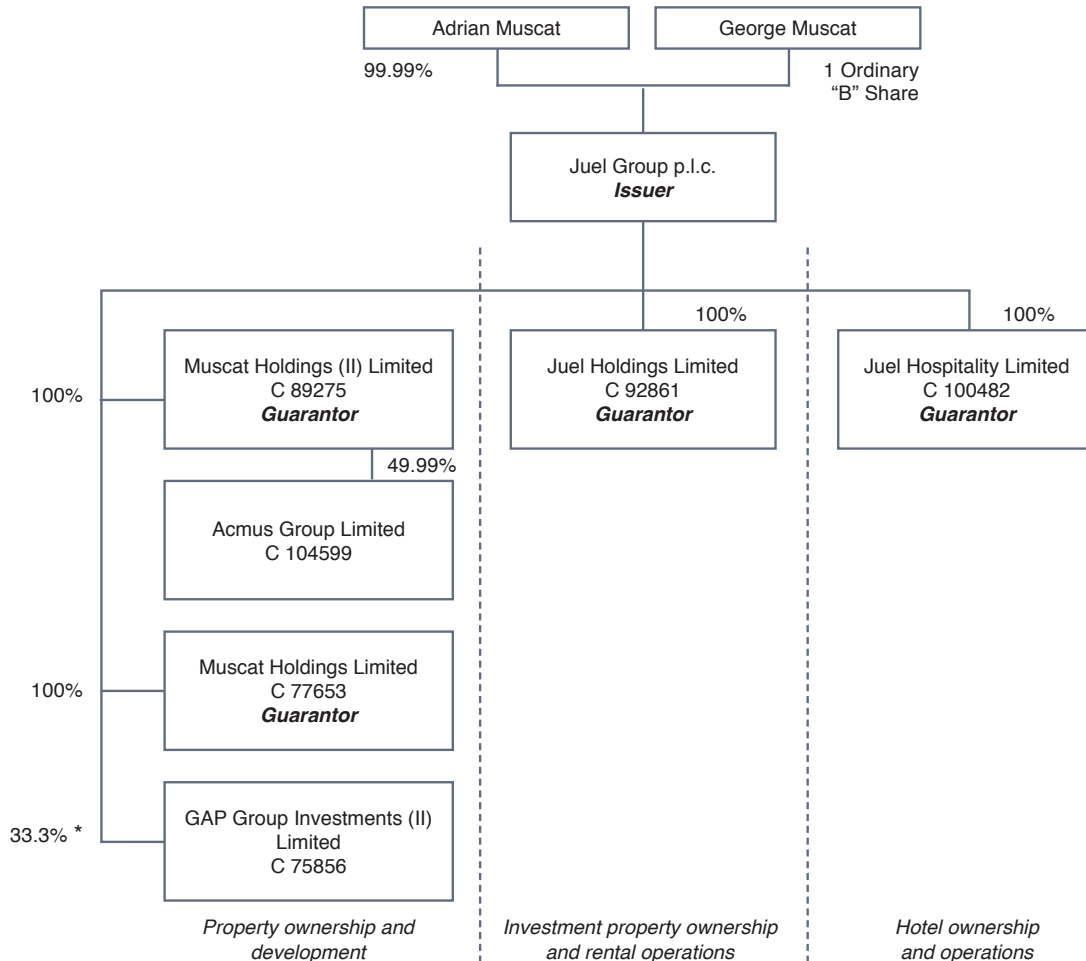 Adrian Muscat
George Muscat
99.99%
1 Ordinary
“B” Share
Juel Group p.l.c.
Issuer
100%
100%
Muscat Holdings (II) Limited
C 89275
Guarantor
Juel Holdings Limited
C 92861
Guarantor
Juel Hospitality Limited
C 100482
Guarantor
100%
49.99%
Acmus Group Limited
C 104599
Muscat Holdings Limited
C 77653
Guarantor
100%
GAP Group Investments (II)
Limited
C 75856
33.3% *
Property ownership and
development
Investment property ownership
and rental operations
Hotel ownership
and operations